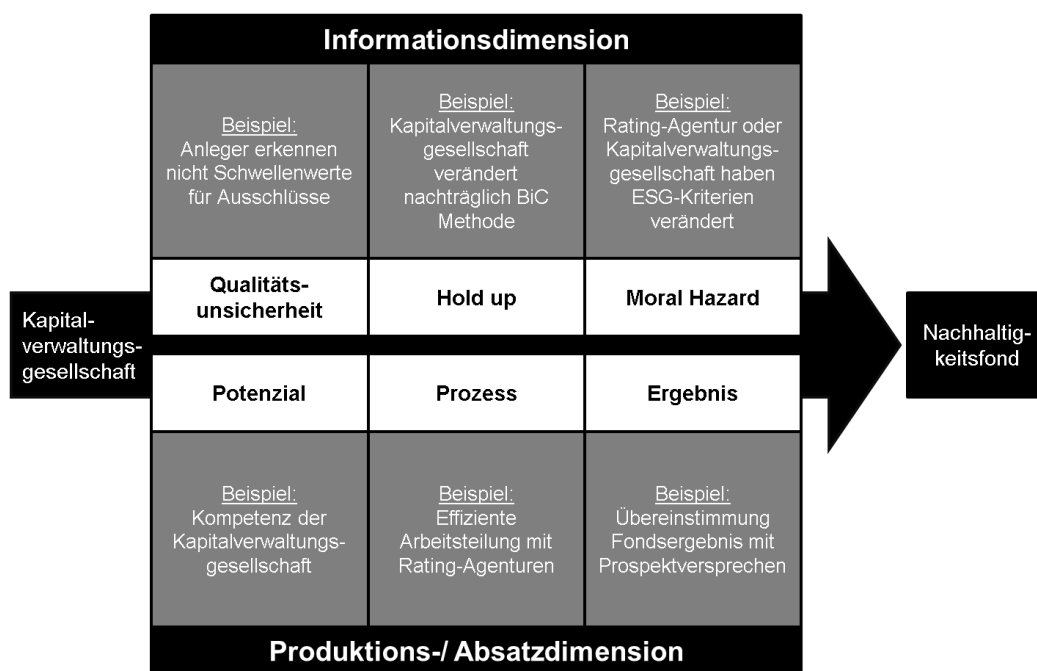 Informationsdimension
Beispiel:
Anleger erkennen
nicht Schwellenwerte
für Ausschlüsse
Beispiel:
Kapitalverwaltungs-
gesellschaft
verändert
nachträglich BiC
Methode
Beispiel:
Rating-Agentur oder
Kapitalverwaltungs-
gesellschaft haben
ESG-Kriterien
verändert
Qualitäts-
unsicherheit
Hold up
Moral Hazard
Kapital-
verwaltungs-
gesellschaft
Nachhaltig-
keitsfond
Potenzial
Prozess
Ergebnis
Beispiel:
Kompetenz der
Kapitalverwaltungs-
gesellschaft
Beispiel:
Effiziente
Arbeitsteilung mit
Rating-Agenturen
Beispiel:
Übereinstimmung
Fondsergebnis mit
Prospektversprechen
Produktions-/ Absatzdimension